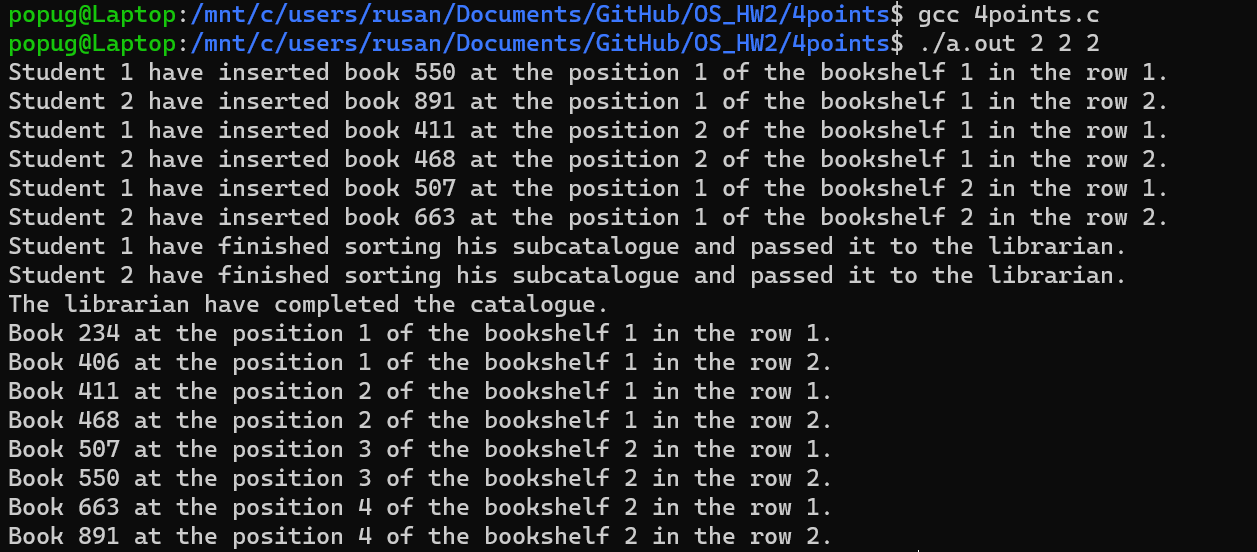 popug@Laptop:/mnt/c/users/rusan/Documents/GitHub/OS_HW2/4points$ gcc 4points.c
popug@Laptop:/mnt/c/users/rusan/Documents/GitHub/OS_HW2/4points$ ./a.out 2 2 2
Student 1 have inserted book 550 at the position 1 of the bookshelf 1 in the row 1.
Student 2 have inserted book 891 at the position 1 of the bookshelf 1 in the row 2.
Student 1 have inserted book 411 at the position 2 of the bookshelf 1 in the row 1.
Student 2 have inserted book 468 at the position 2 of the bookshelf 1 in the row 2.
Student 1 have inserted book 507 at the position 1 of the bookshelf 2 in the row 1.
Student 2 have inserted book 663 at the position 1 of the bookshelf 2 in the row 2.
Student 1 have finished sorting his subcatalogue and passed it to the librarian.
Student 2 have finished sorting his subcatalogue and passed it to the librarian.
The librarian have completed the catalogue.
Book 234 at the position 1 of the bookshelf 1 in the row 1.
Book 406 at the position 1 of the bookshelf 1 in the row 2.
Book 411 at the position 2 of the bookshelf 1 in the row 1.
Book 468 at the position 2 of the bookshelf 1 in the row 2.
Book 507 at the position 3 of the bookshelf 2 in the row 1.
Book 550 at the position 3 of the bookshelf 2 in the row 2.
Book 663 at the position 4 of the bookshelf 2 in the row 1.
Book 891 at the position 4 of the bookshelf 2 in the row 2.